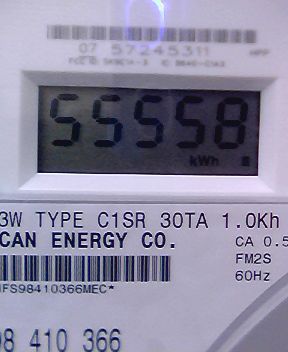 07 57245311
55558
kWh
3W TYPE C1SR 30TA 1.0Kh
CAN ENERGY CO.
CA 0.5
FM2S
60Hz
IFS98410366MEC*
98 410 366